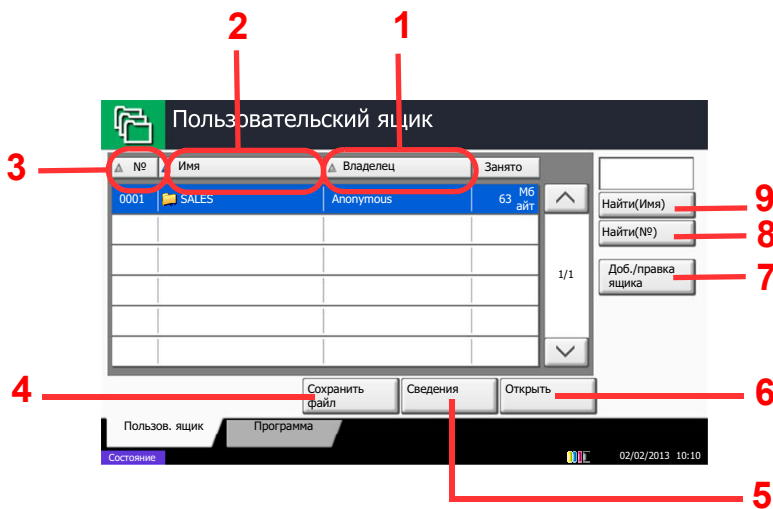 2 1
Пользовательский ящик
3
№ Имя Владелец Занято
0001 SALES Anonymous 63 Мб
айт
Найти(Имя) 9
Найти(№) 8
1/1
Доб./правка
ящика
7
4
Сохранить
файл
Сведения Открыть
6
Пользов. ящик Программа
Состояние 02/02/2013 10:10
5